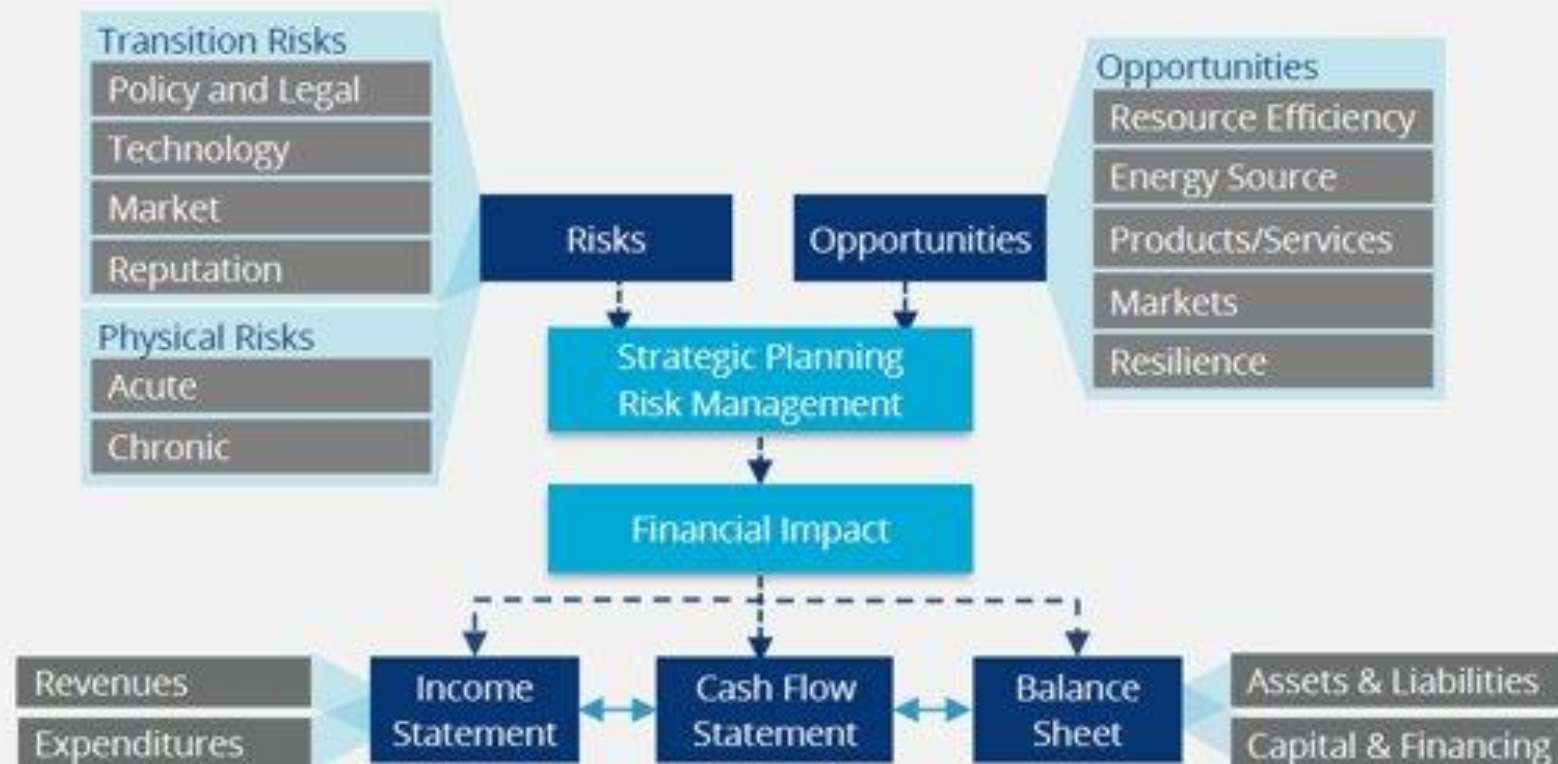 Transition Risks
Policy and Legal
Technology
Market
Reputation
Physical Risks
Acute
Chronic
Risks
Opportunities
Opportunities
Resource Efficiency
Energy Source
Products/Services
Markets
Resilience
Strategic Planning
Risk Management
Financial Impact
Revenues
Expenditures
Income
Statement
Cash Flow
Statement
Balance
Sheet
Assets & Liabilities
Capital & Financing